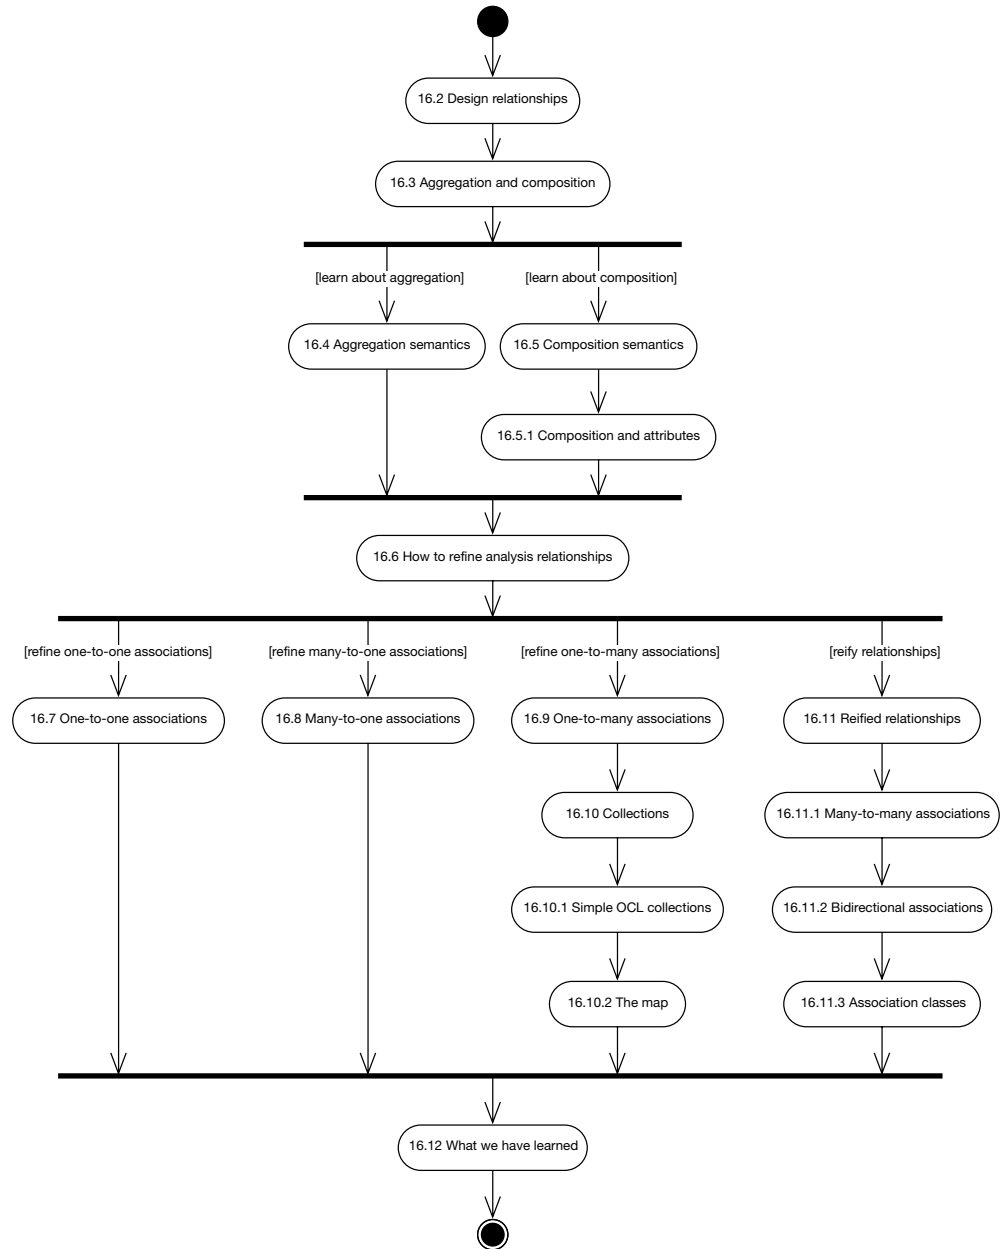 16.2 Design relationships
16.3 Aggregation and composition
[learn about aggregation]
[learn about composition]
16.4 Aggregation semantics
16.5 Composition semantics
16.5.1 Composition and attributes
16.6 How to refine analysis relationships
[refine one-to-one associations]
[refine many-to-one associations]
[refine one-to-many associations]
[reify relationships]
16.7 One-to-one associations
16.8 Many-to-one associations
16.9 One-to-many associations
16.11 Reified relationships
16.10 Collections
16.11.1 Many-to-many associations
16.10.1 Simple OCL collections
16.11.2 Bidirectional associations
16.10.2 The map
16.11.3 Association classes
16.12 What we have learned